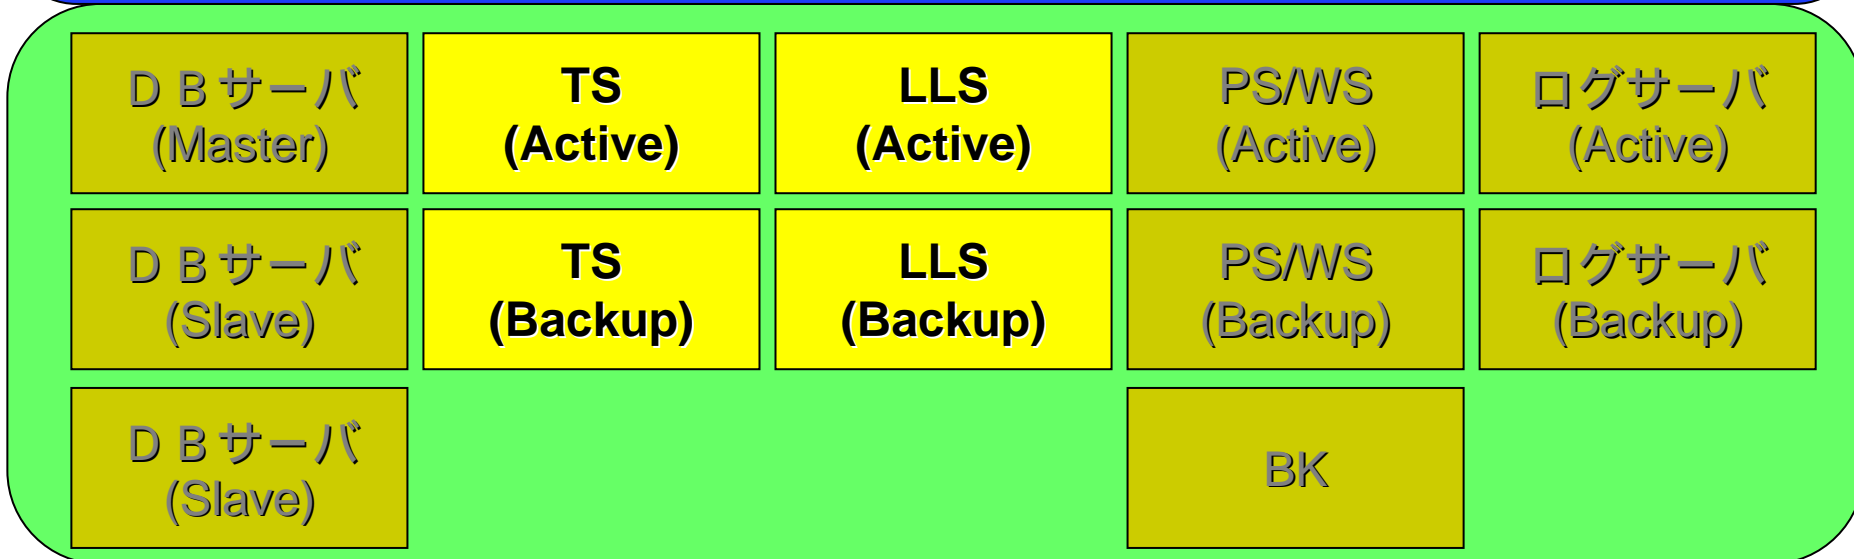 ＤＢサーバ
(Master)
TS
(Active)
LLS
(Active)
PS/WS
(Active)
ログサーバ
(Active)
ＤＢサーバ
(Slave)
TS
(Backup)
LLS
(Backup)
PS/WS
(Backup)
ログサーバ
(Backup)
ＤＢサーバ
(Slave)
BK